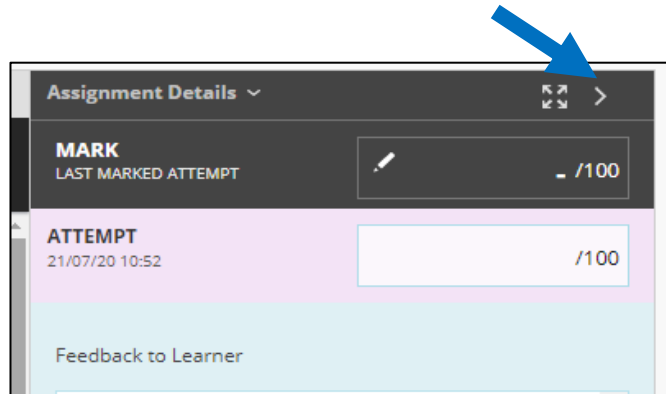 Assignment Details
MARK
LAST MARKED ATTEMPT
- /100
ATTEMPT
21/07/20 10:52
/100
Feedback to Learner